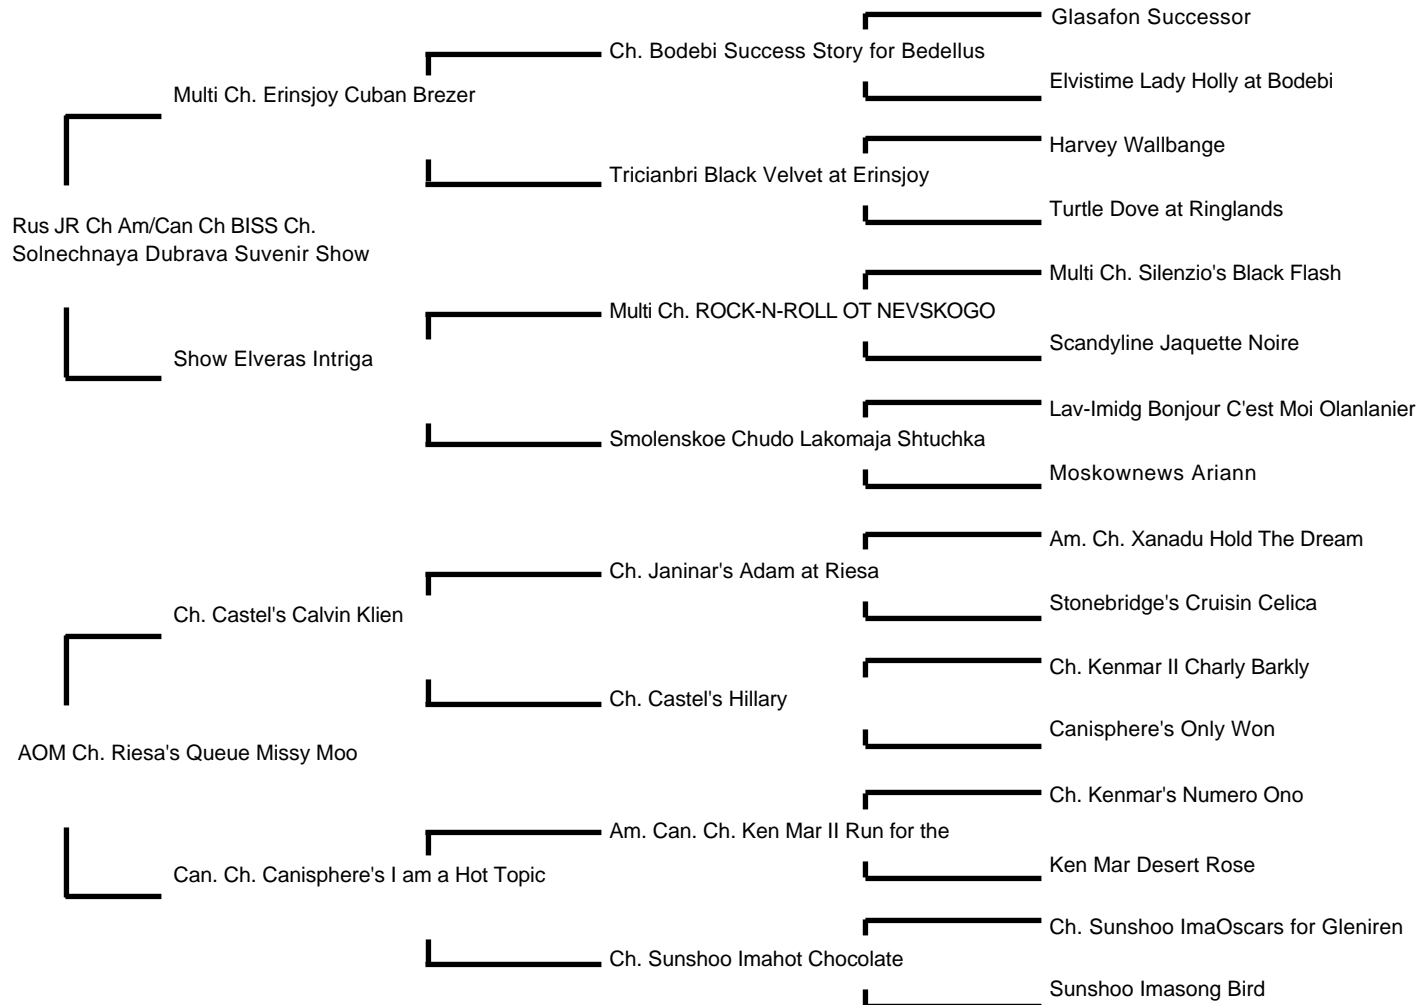 Glasafon Successor
Ch. Bodebi Success Story for Bedellus
Elvistime Lady Holly at Bodebi
Multi Ch. Erinsjoy Cuban Brezer
Harvey Wallbange
Tricianbri Black Velvet at Erinsjoy
Turtle Dove at Ringlands
Rus JR Ch Am/Can Ch BISS Ch.
Solnechnaya Dubrava Suvenir Show
Multi Ch. Silenzio's Black Flash
Multi Ch. ROCK-N-ROLL OT NEVSKOGO
Scandyline Jaquette Noire
Show Elveras Intriga
Lav-Imidg Bonjour C'est Moi Olanlanier
Smolenskoe Chudo Lakomaja Shtuchka
Moskownews Ariann
Am. Ch. Xanadu Hold The Dream
Ch. Janinar's Adam at Riesa
Stonebridge's Cruisin Celica
Ch. Castel's Calvin Klien
Ch. Kenmar II Charly Barkly
Ch. Castel's Hillary
Canisphere's Only Won
AOM Ch. Riesa's Queue Missy Moo
Ch. Kenmar's Numero Ono
Am. Can. Ch. Ken Mar II Run for the
Ken Mar Desert Rose
Can. Ch. Canisphere's I am a Hot Topic
Ch. Sunshoo ImaOscars for Gleniren
Ch. Sunshoo Imahot Chocolate
Sunshoo Imasong Bird